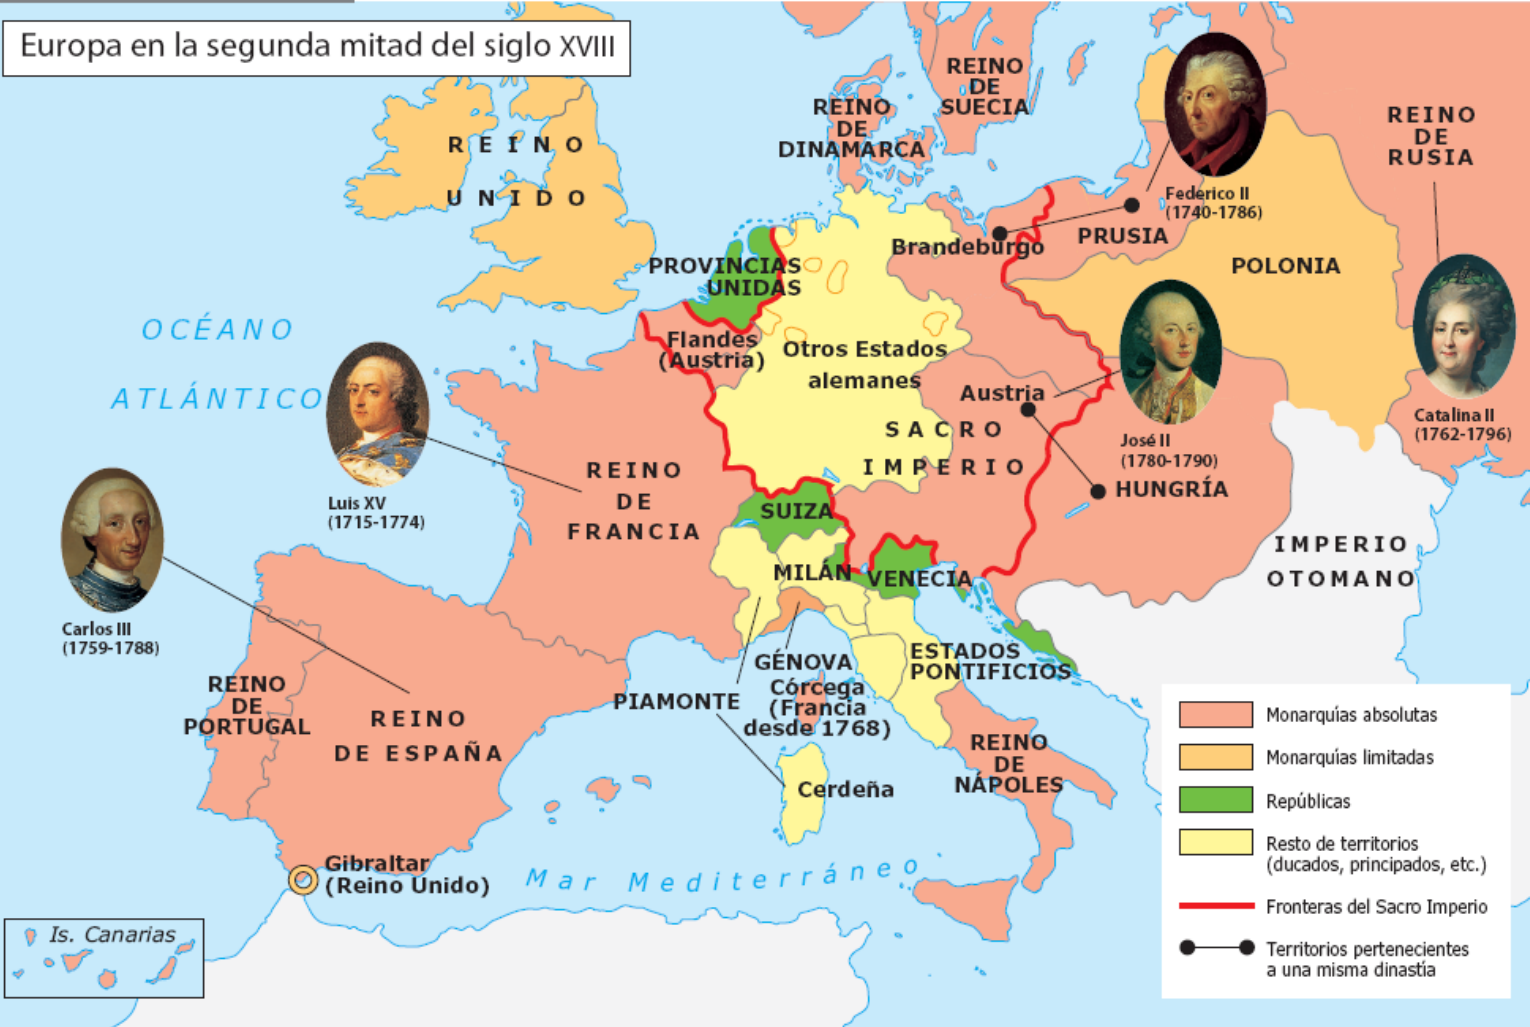 Europa en la segunda mitad del siglo XVIII
REINO
DE
SUECIA
REINO
DE
DINAMARCA
REINO
DE
RUSIA
REINO
UNIDO
Federico II
(1740-1786)
PRUSIA
Brandeburgo
POLONIA
PROVINCIAS
UNIDAS
OCÉANO
ATLÁNTICO
Flandes
(Austria)
Otros Estados
alemanes
Austria
SACRO
IMPERIO
José II
(1780-1790)
HUNGRÍA
Catalina II
(1762-1796)
Luis XV
(1715-1774)
REINO
DE
FRANCIA
SUIZA
MILÁN
VENECIA
IMPERIO
OTOMANO
Carlos III
(1759-1788)
GÉNOVA
Córcega
(Francia
desde 1768)
ESTADOS
PONTIFICIOS
PIAMONTE
REINO
DE
PORTUGAL
REINO
DE ESPAÑA
REINO
DE
NÁPOLES
Cerdeña
Gibraltar
(Reino Unido)
Mar Mediterráneo
Is. Canarias
Monarquías absolutas
Monarquías limitadas
Repúblicas
Resto de territorios
(ducados, principados, etc.)
Fronteras del Sacro Imperio
Territorios pertenecientes
a una misma dinastía